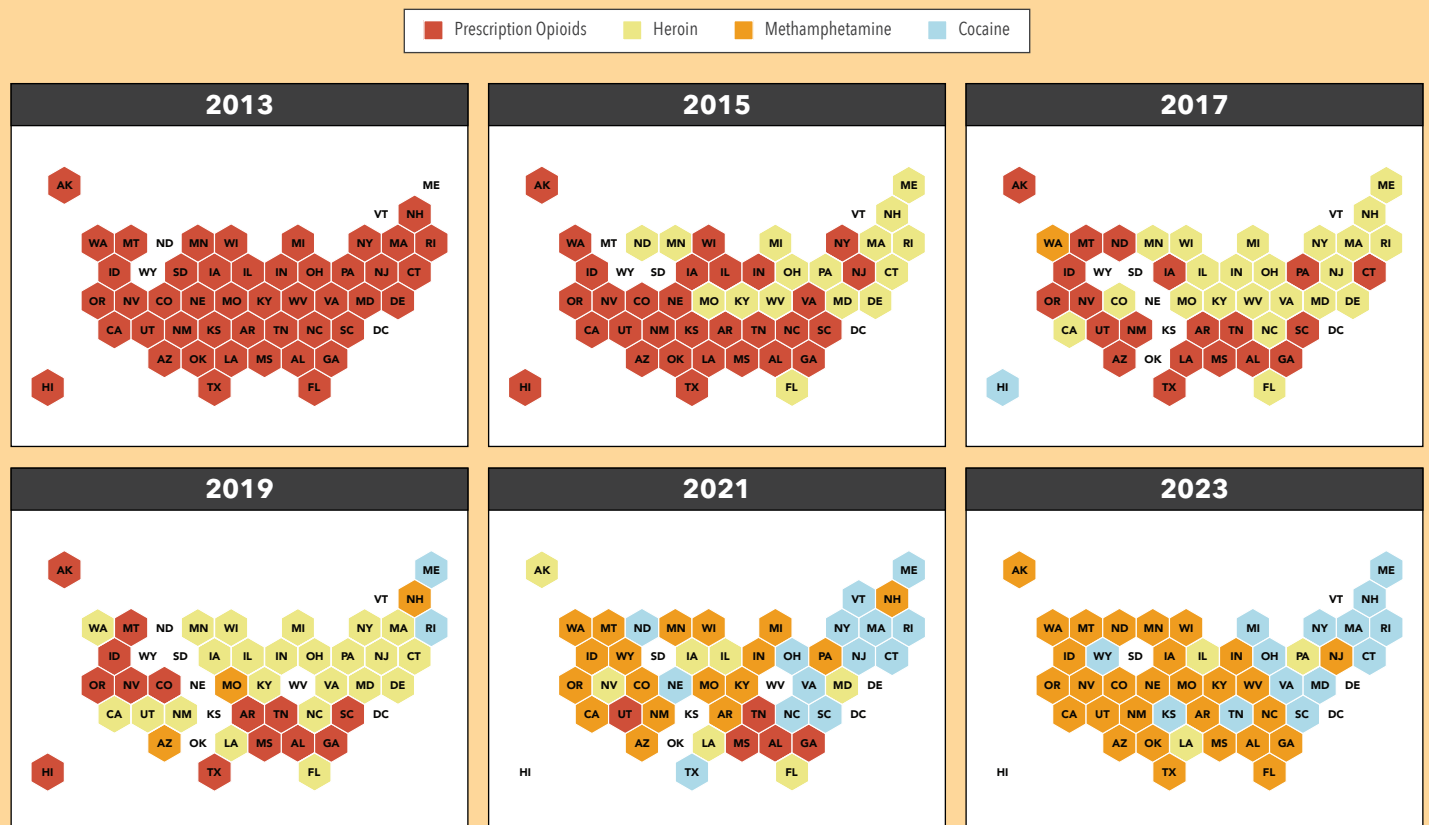 Prescription Opioids Heroin Methamphetamine Cocaine
2013
AK ME
VT NH
WA MT ND MN WI MI NY MA RI
ID WY SD IA IL IN OH PA NJ CT
OR NV CO NE MO KY WV VA MD DE
CA UT NM KS AR TN NC SC DC
AZ OK LA MS AL GA
HI TX FL
2015
AK ME
VT NH
WA MT ND MN WI MI NY MA RI
ID WY SD IA IL IN OH PA NJ CT
OR NV CO NE MO KY WV VA MD DE
CA UT NM KS AR TN NC SC DC
AZ OK LA MS AL GA
HI TX FL
2017
AK ME
VT NH
WA MT ND MN WI MI NY MA RI
ID WY SD IA IL IN OH PA NJ CT
OR NV CO NE MO KY WV VA MD DE
CA UT NM KS AR TN NC SC DC
AZ OK LA MS AL GA
HI TX FL
2019
AK ME
VT NH
WA MT ND MN WI MI NY MA RI
ID WY SD IA IL IN OH PA NJ CT
OR NV CO NE MO KY WV VA MD DE
CA UT NM KS AR TN NC SC DC
AZ OK LA MS AL GA
HI TX FL
2021
AK ME
VT NH
WA MT ND MN WI MI NY MA RI
ID WY SD IA IL IN OH PA NJ CT
OR NV CO NE MO KY WV VA MD DE
CA UT NM KS AR TN NC SC DC
AZ OK LA MS AL GA
HI TX FL
2023
AK ME
VT NH
WA MT ND MN WI MI NY MA RI
ID WY SD IA IL IN OH PA NJ CT
OR NV CO NE MO KY WV VA MD DE
CA UT NM KS AR TN NC SC DC
AZ OK LA MS AL GA
HI TX FL